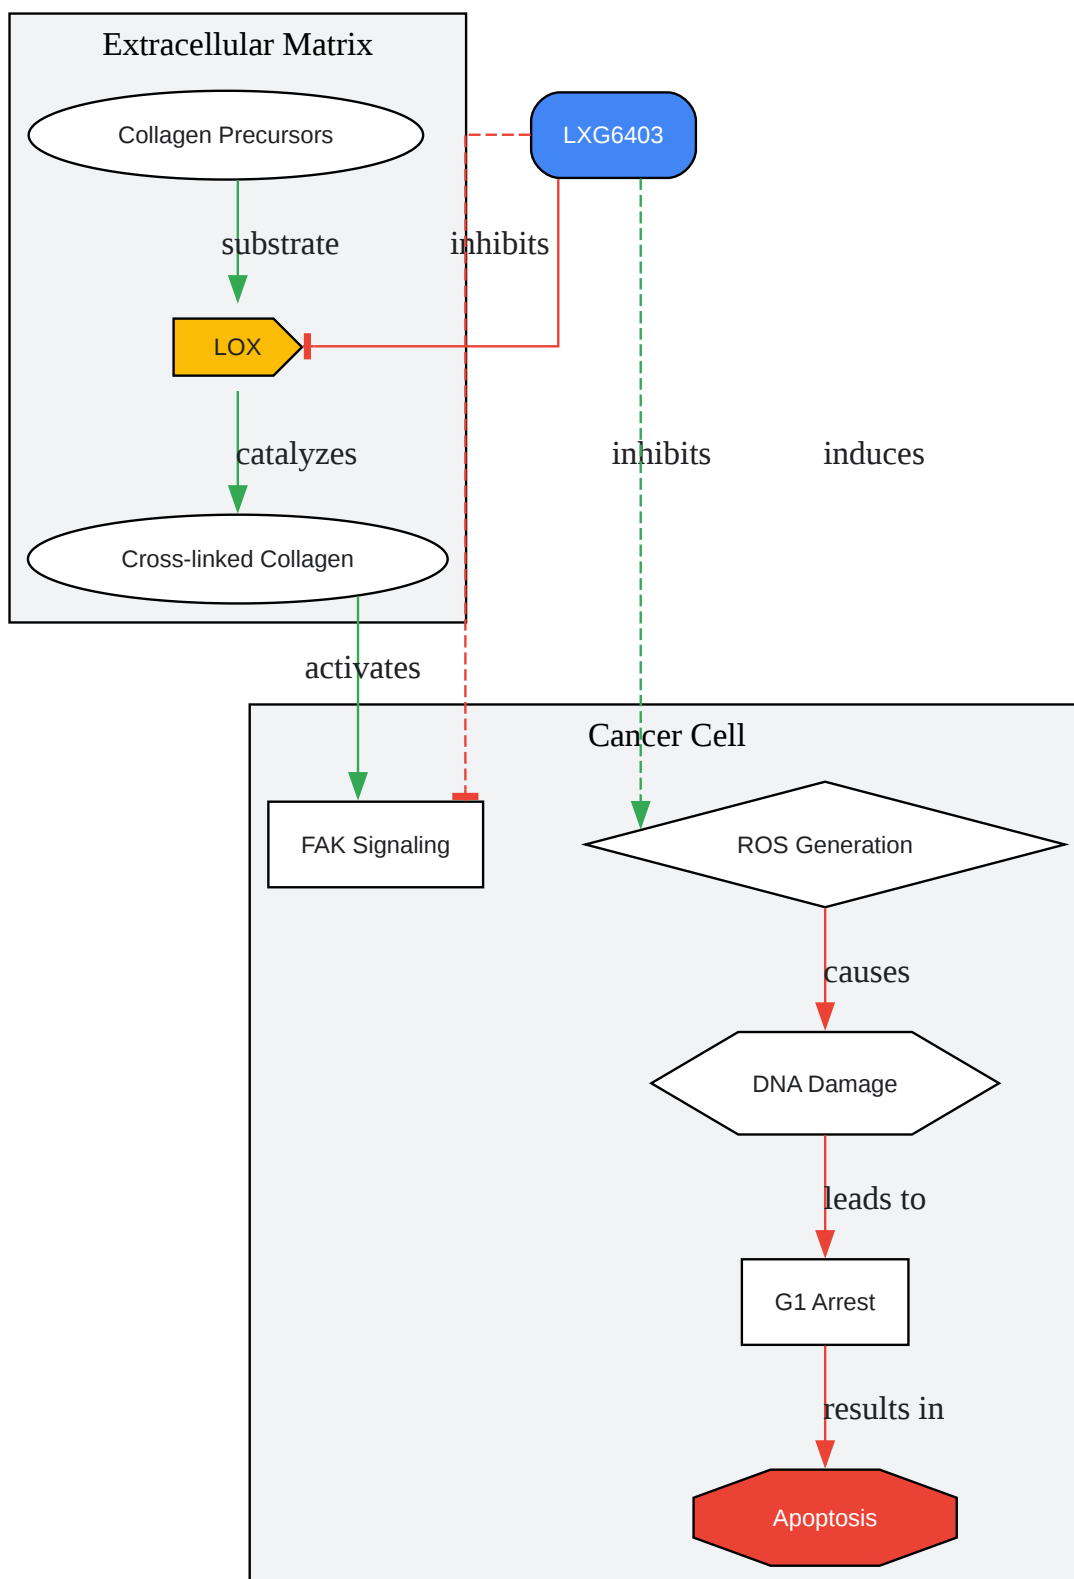 Extracellular Matrix
Collagen Precursors
LXG6403
substrate
inhibits
LOX
catalyzes
inhibits
induces
Cross-linked Collagen
activates
Cancer Cell
FAK Signaling
ROS Generation
causes
DNA Damage
leads to
G1 Arrest
results in
Apoptosis